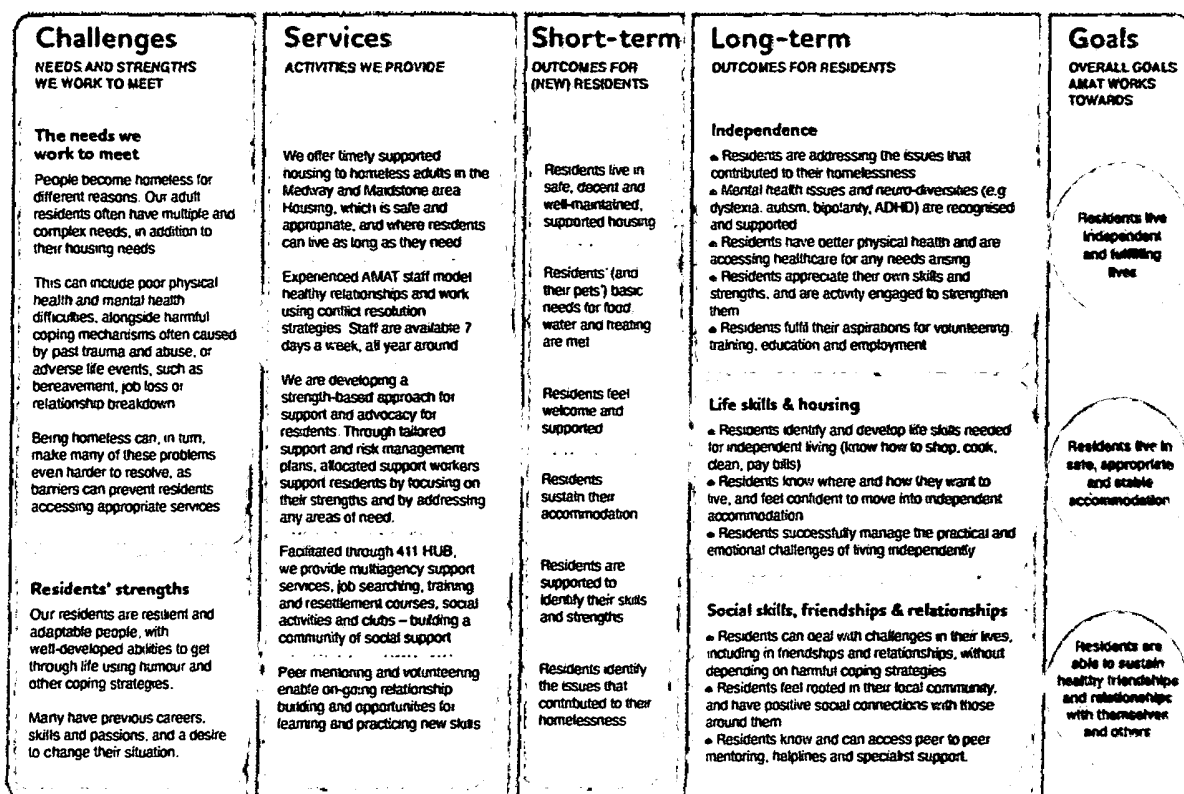 Challenges
NEEDS AND STRENGTHS
WE WORK TO MEET
The needs we
work to meet
People become homeless for
different reasons. Our adult
residents often have multiple and
complex needs, in addition to
their housing needs
This can include poor physical
health and mental health
difficulties, alongside harmful
coping mechanisms often caused
by past trauma and abuse, or
adverse life events, such as
bereavement, job loss or
relationship breakdown
Being homeless can, in turn,
make many of these problems
even harder to resolve, as
barriers can prevent residents
accessing appropriate services
Residents' strengths
Our residents are resilient and
adaptable people, with
well-developed abilities to get
through life using humour and
other coping strategies.
Many have previous careers,
skills and passions, and a desire
to change their situation.
Services
ACTIVITIES WE PROVIDE
We offer timely supported
housing to homeless adults in the
Medway and Maidstone area
Housing, which is safe and
appropriate, and where residents
can live as long as they need
Experienced AMAT staff model
healthy relationships and work
using conflict resolution
strategies Staff are available 7
days a week, all year around
We are developing a
strength-based approach for
support and advocacy for
residents. Through tailored
support and risk management
plans, allocated support workers
support residents by focusing on
their strengths and by addressing
any areas of need.
Facilitated through 411 HUB,
we provide multiagency support
services, job searching, training
and resettlement courses, social
activities and clubs – building a
community of social support
Peer mentoring and volunteering
enable on-going relationship
building and opportunities for
learning and practicing new skills
Short-term
OUTCOMES FOR
(NEW) RESIDENTS
Residents live in
safe, decent and
well-maintained,
supported housing
Residents' (and
their pets') basic
needs for food
water and heating
are met
Residents feel
welcome and
supported
Residents
sustain their
accommodation
Residents are
supported to
identify their skills
and strengths
Residents identify
the issues that
contributed to their
homelessness
Long-term
OUTCOMES FOR RESIDENTS
Independence
• Residents are addressing the issues that
contributed to their homelessness
• Mental health issues and neuro-diversities (e.g
dyslexia, autism, bipolarity, ADHD) are recognised
and supported
• Residents have better physical health and are
accessing healthcare for any needs arising
• Residents appreciate their own skills and
strengths, and are activity engaged to strengthen
them
• Residents fulfil their aspirations for volunteering
training, education and employment
Life skills & housing
• Residents identify and develop life skills needed
for independent living (know how to shop, cook,
clean, pay bills)
• Residents know where and how they want to
live, and feel confident to move into independent
accommodation
• Residents successfully manage the practical and
emotional challenges of living independently
Social skills, friendships & relationships
• Residents can deal with challenges in their lives,
including in friendships and relationships, without
depending on harmful coping strategies
• Residents feel rooted in their local community,
and have positive social connections with those
around them
• Residents know and can access peer to peer
mentoring, helplines and specialist support.
Goals
OVERALL GOALS
AMAT WORKS
TOWARDS
Residents live
independent
and fulfilling
lives
Residents live in
safe, appropriate
and stable
accommodation
Residents are
able to sustain
healthy friendships
and relationships
with themselves
and others